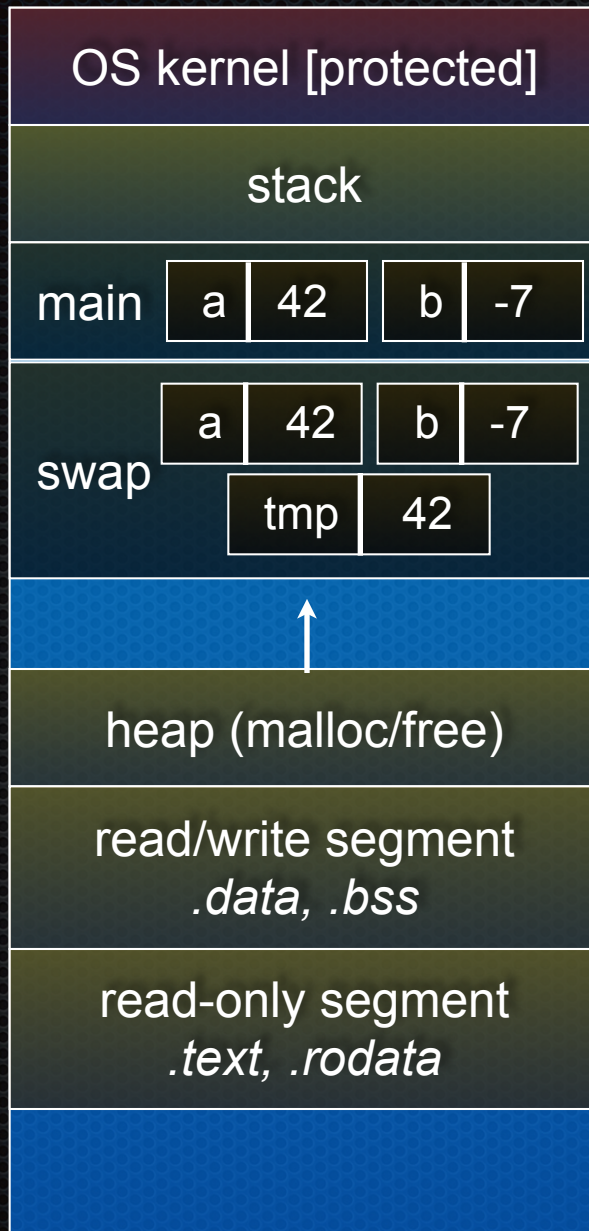 OS kernel [protected]
stack
main a 42 b -7
a 42 b -7
swap
tmp 42
heap (malloc/free)
read/write segment
.data, .bss
read-only segment
.text, .rodata